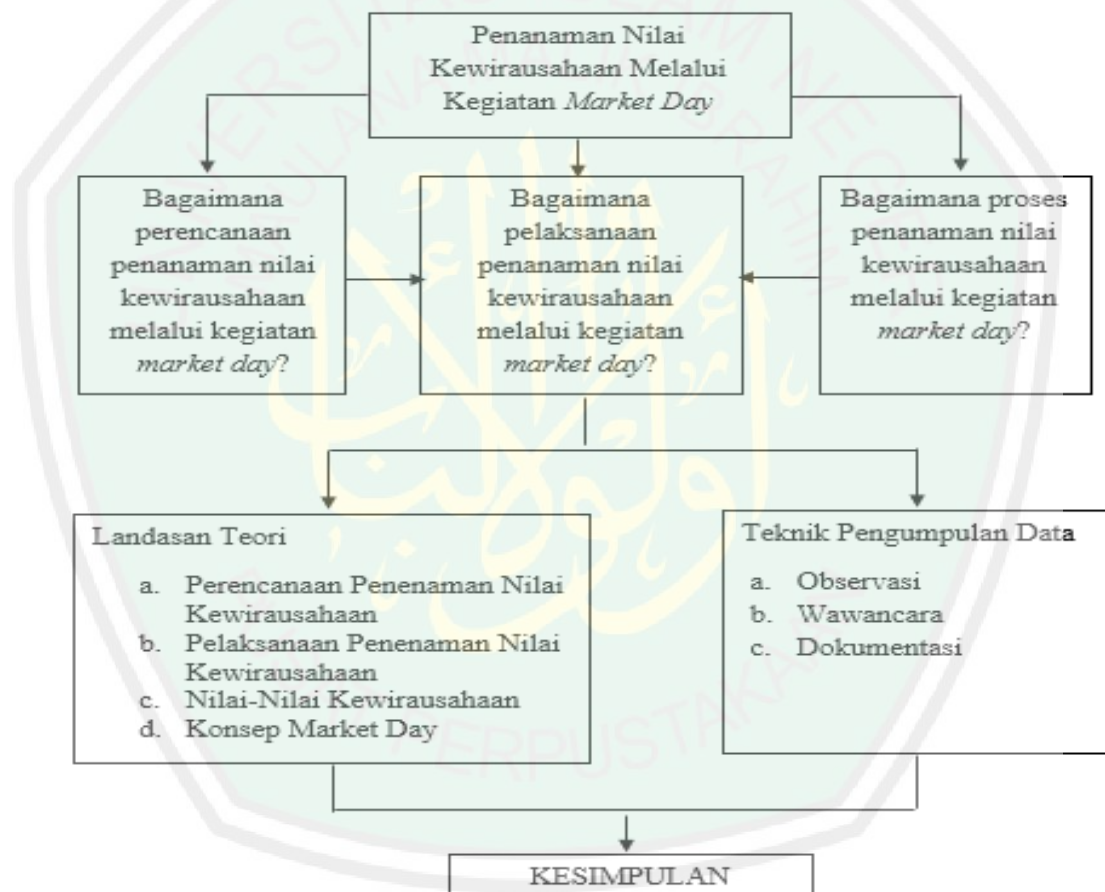 Penanaman Nilai
Kewirausahaan Melalui
Kegiatan Market Day
Bagaimana
perencanaan
penanaman nilai
kewirausahaan
melalui kegiatan
market day?
Bagaimana
pelaksanaan
penanaman nilai
kewirausahaan
melalui kegiatan
market day?
Bagaimana proses
penanaman nilai
kewirausahaan
melalui kegiatan
market day?
Landasan Teori
a. Perencanaan Penenaman Nilai
Kewirausahaan
b. Pelaksanaan Penenaman Nilai
Kewirausahaan
c. Nilai-Nilai Kewirausahaan
d. Konsep Market Day
Teknik Pengumpulan Data
a. Observasi
b. Wawancara
c. Dokumentasi
KESIMPULAN